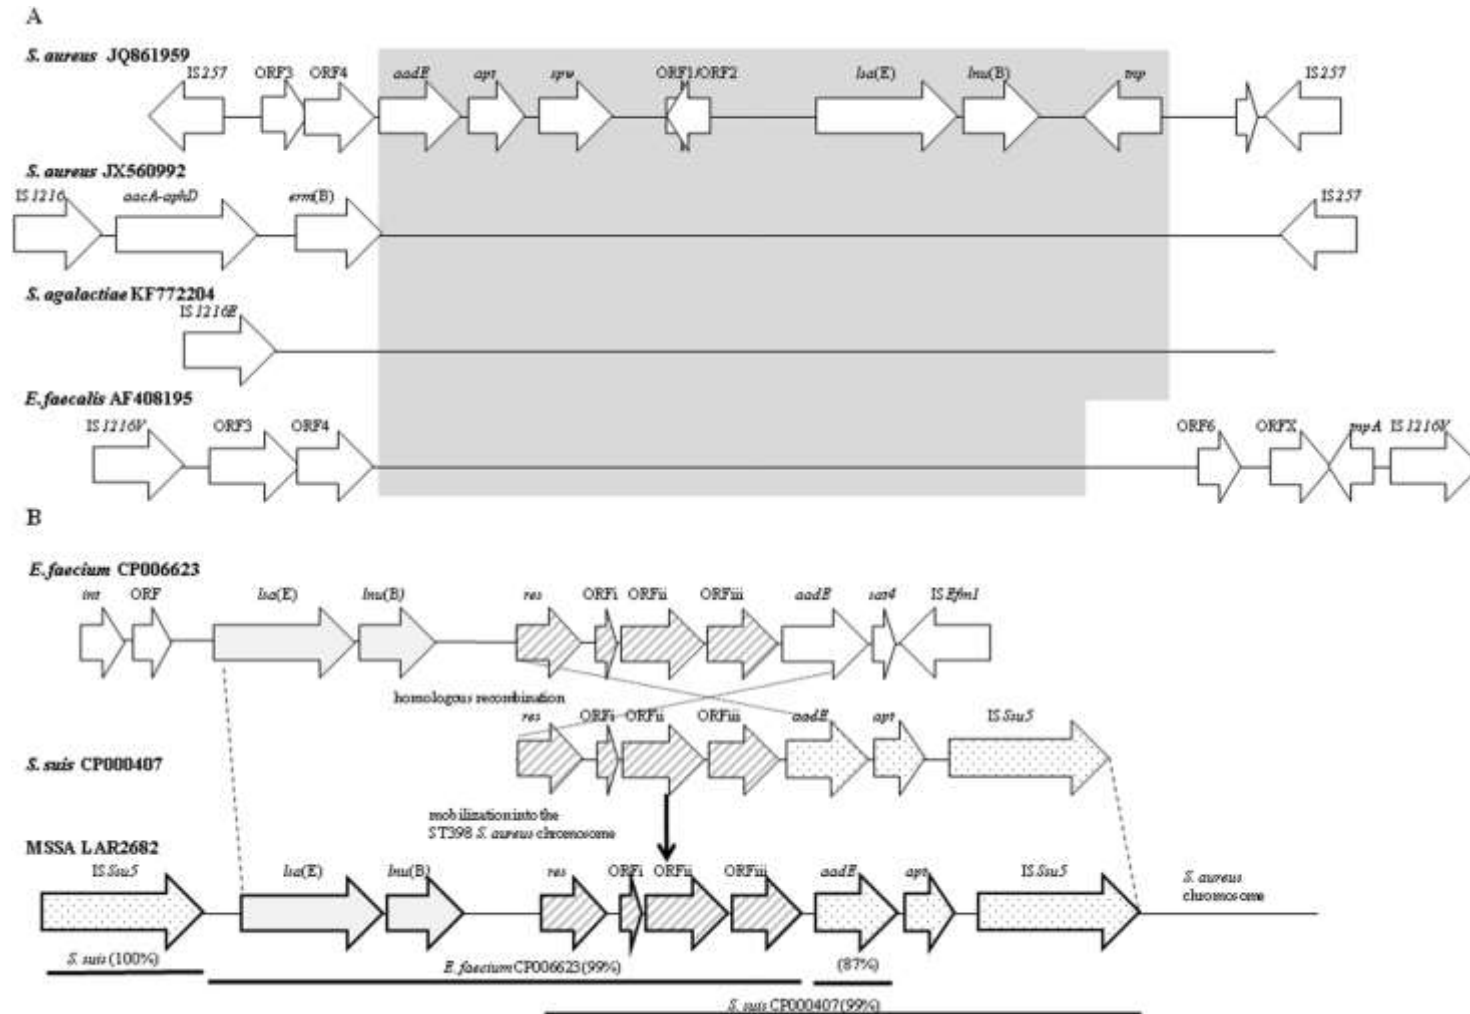 A
S. aureus JQ861959
IS257 ORF3 ORF4 aadE apt spw ORF1/ORF2 lsa(E) lnu(B) tnp IS257
S. aureus JX560992
IS1216 aacA-aphD erm(B) IS257
S. agalactiae KF772204
IS1216E
E. faecalis AF408195
IS1216V ORF3 ORF4 ORF6 ORFX tnpA IS1216V
B
E. faecium CP006623
int ORF lsa(E) lnu(B) res ORFi ORFii ORFiii aadE sat4 ISEfm1
homologous recombination
res ORFi ORFii ORFiii aadE apt ISSsu5
S. suis CP000407
mobilization into the
ST398 S. aureus chromosome
MSSA LAR2682
ISSsu5 lsa(E) lnu(B) res ORFi ORFii ORFiii aadE apt ISSsu5
S. aureus
chromosome
S. suis (100%)
E. faecium CP006623 (99%)
(87%)
S. suis CP000407 (99%)